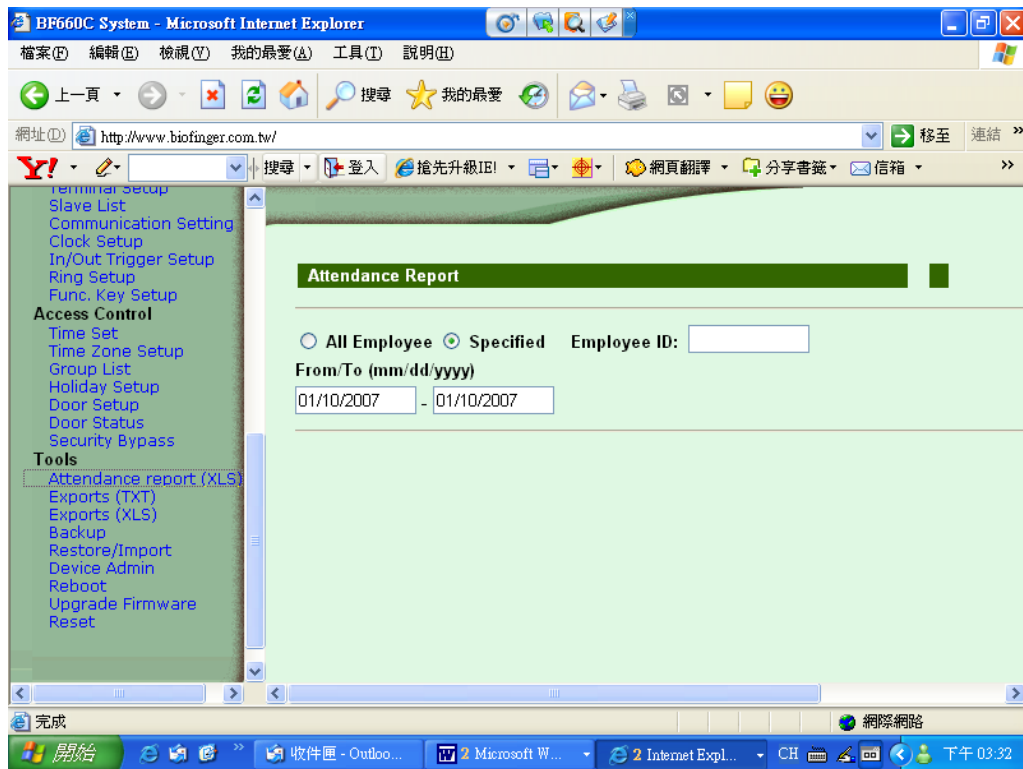 BF660C System - Microsoft Internet Explorer
檔案(F) 編輯(E) 檢視(V) 我的最愛(A) 工具(T) 說明(H)
上一頁 搜尋 我的最愛
網址(D) http://www.biofinger.com.tw/ 移至 連結 »
Y! 搜尋 登入 搶先升級IE! 網頁翻譯 分享書籤 信箱 »
Terminal Setup
Slave List
Communication Setting
Clock Setup
In/Out Trigger Setup
Ring Setup
Func. Key Setup
Access Control
Time Set
Time Zone Setup
Group List
Holiday Setup
Door Setup
Door Status
Security Bypass
Tools
Attendance report (XLS)
Exports (TXT)
Exports (XLS)
Backup
Restore/Import
Device Admin
Reboot
Upgrade Firmware
Reset
Attendance Report
All Employee Specified Employee ID:
From/To (mm/dd/yyyy)
01/10/2007 - 01/10/2007
完成 網際網路
開始 » 收件匣 - Outloo... 2 Microsoft W... 2 Internet Expl... CH 下午 03:32